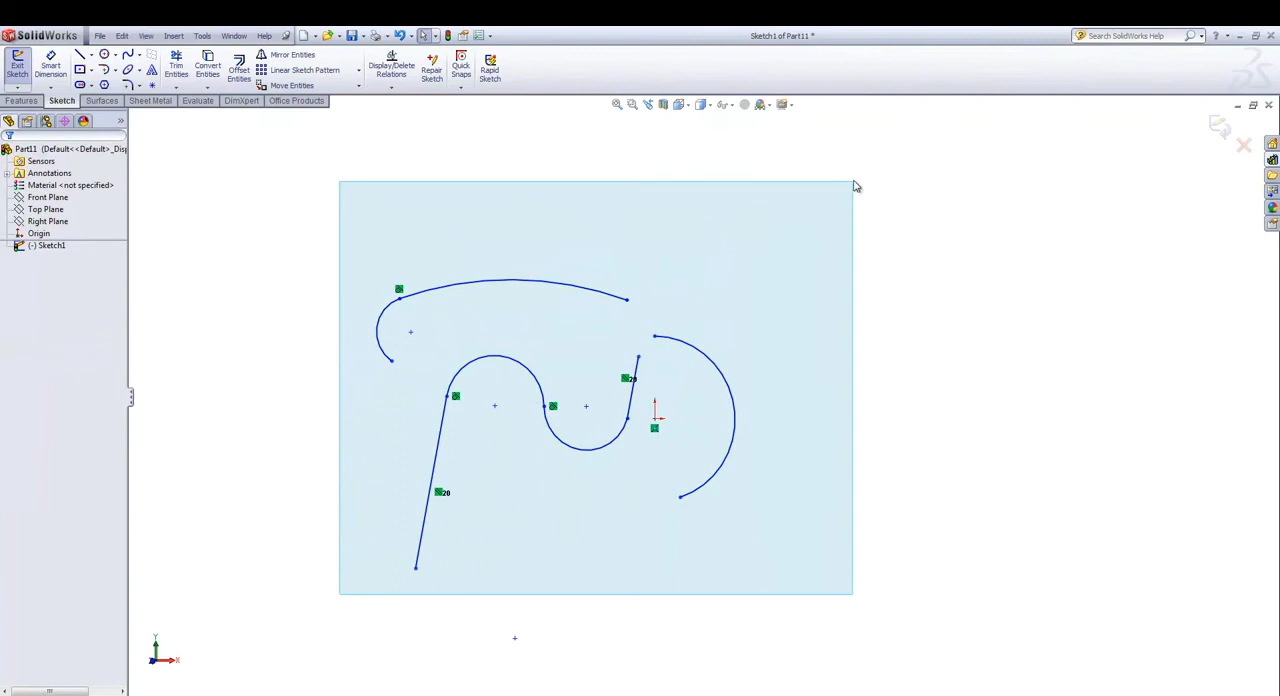 SolidWorks File Edit View Insert Tools Window Help Sketch1 of Part11 * Search SolidWorks Help
Exit Sketch
Smart Dimension
Trim Entities
Convert Entities
Offset Entities
Mirror Entities
Linear Sketch Pattern
Move Entities
Display/Delete Relations
Repair Sketch
Quick Snaps
Rapid Sketch
Features Sketch Surfaces Sheet Metal Evaluate DimXpert Office Products
Part11 (Default<<Default>_Disp
Sensors
Annotations
Material <not specified>
Front Plane
Top Plane
Right Plane
Origin
(-) Sketch1
20
20
Y
X